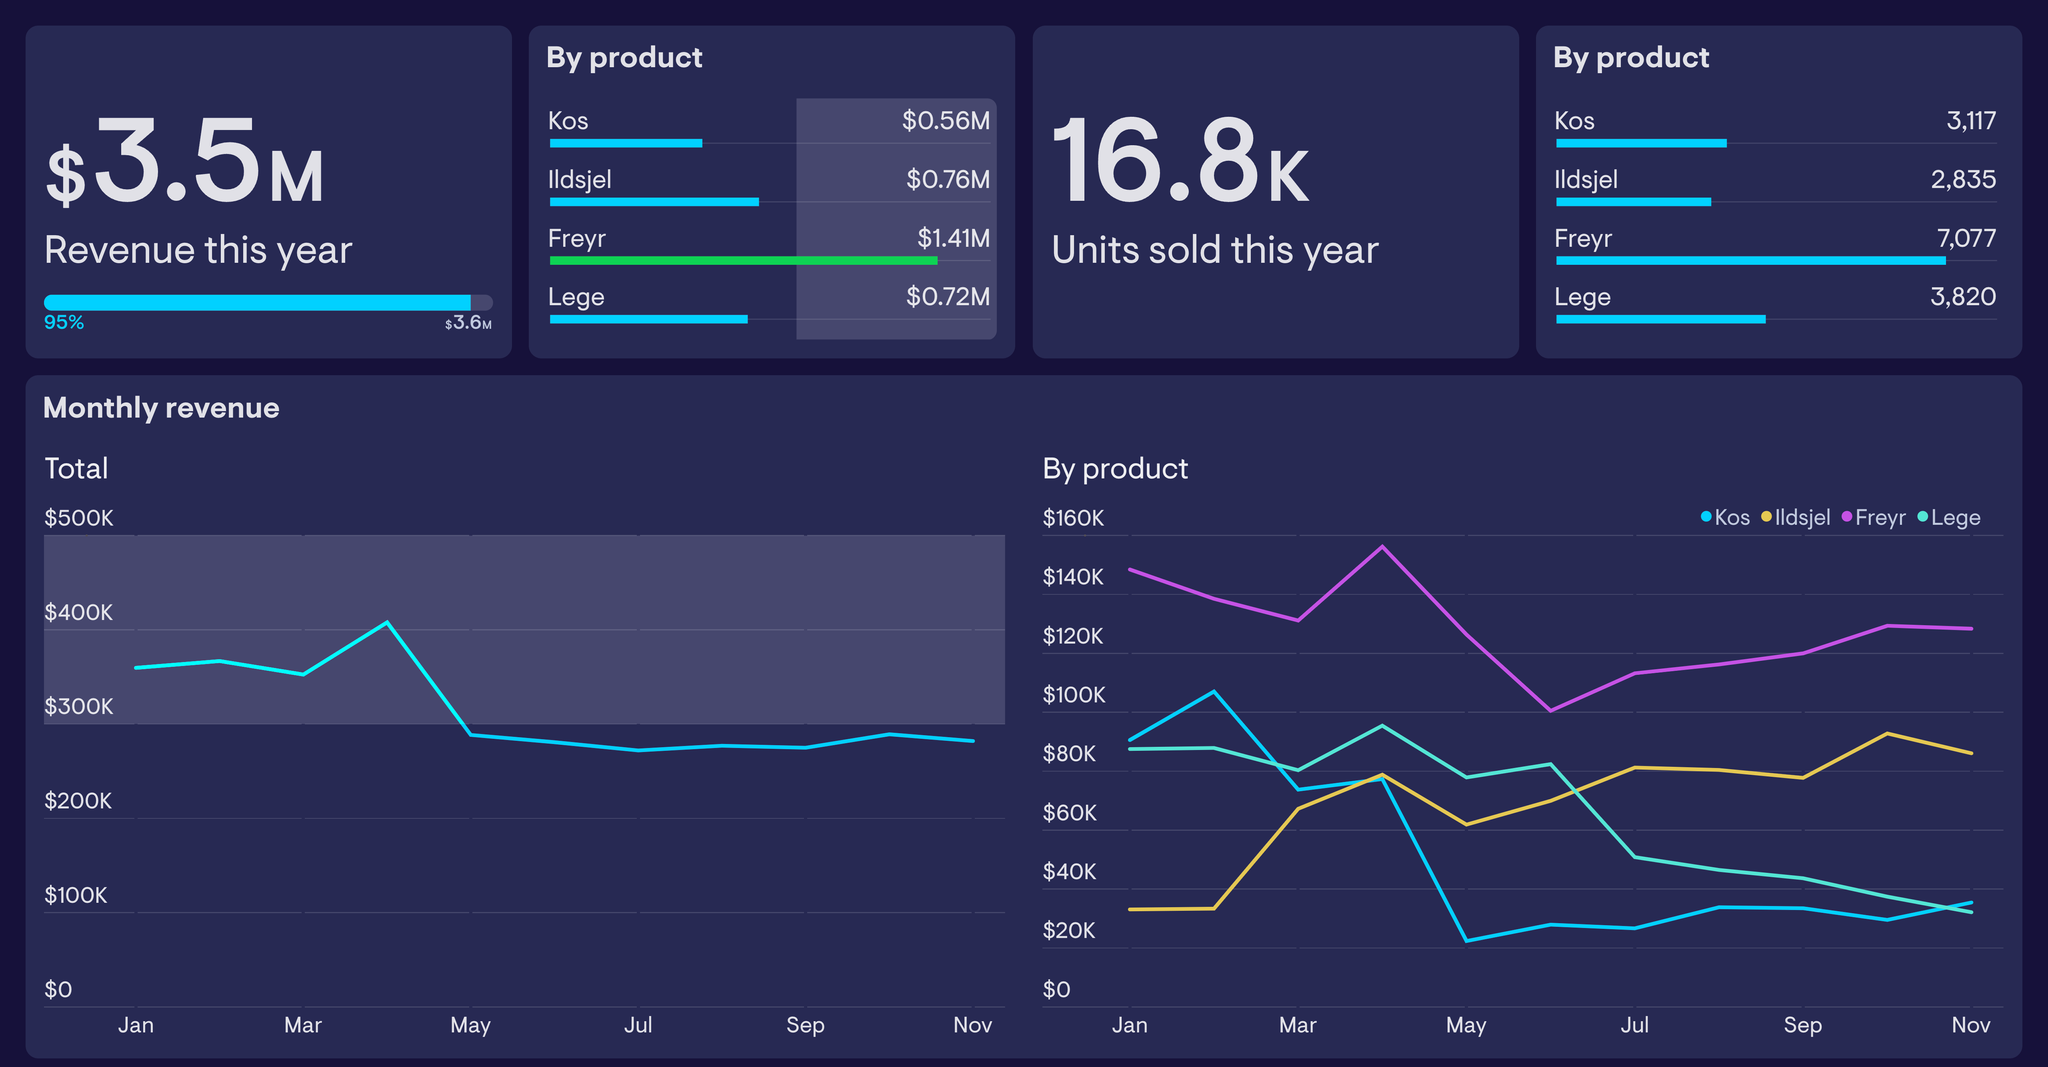 $3.5M
Revenue this year
95%
$3.6M
By product
Kos $0.56M
Ildsjel $0.76M
Freyr $1.41M
Lege $0.72M
16.8K
Units sold this year
By product
Kos 3,117
Ildsjel 2,835
Freyr 7,077
Lege 3,820
Monthly revenue
Total
$500K
$400K
$300K
$200K
$100K
$0
Jan Mar May Jul Sep Nov
By product
Kos Ildsjel Freyr Lege
$160K
$140K
$120K
$100K
$80K
$60K
$40K
$20K
$0
Jan Mar May Jul Sep Nov